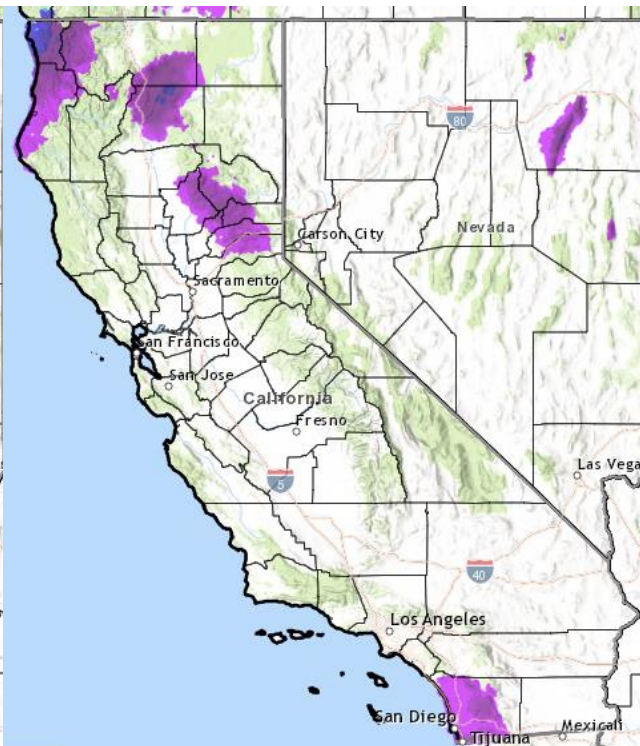 80
Nevada
Carson City
Sacramento
San Francisco
San Jose
California
Fresno
Las Vega
5
40
Los Angeles
San Diego
Mexicali
Tijuana